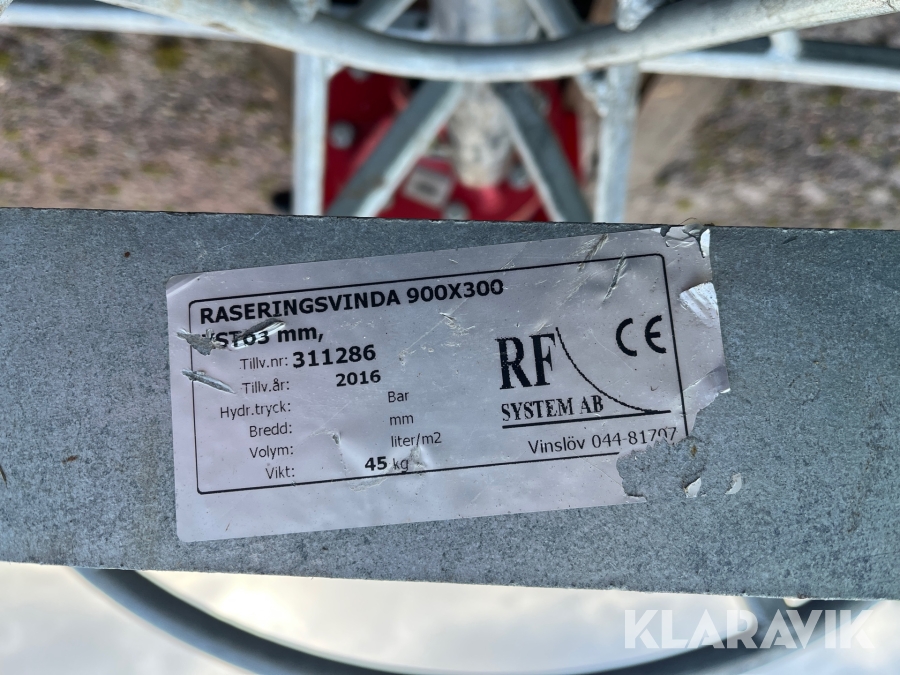 RASERINGSVINDA 900X300
ST63 mm,
Tillv.nr: 311286
Tillv.år: 2016
Hydr.tryck: Bar
Bredd: mm
Volym: liter/m2
Vikt: 45 kg
CE
RF
SYSTEM AB
Vinslöv 044-81707
KLARAVIK